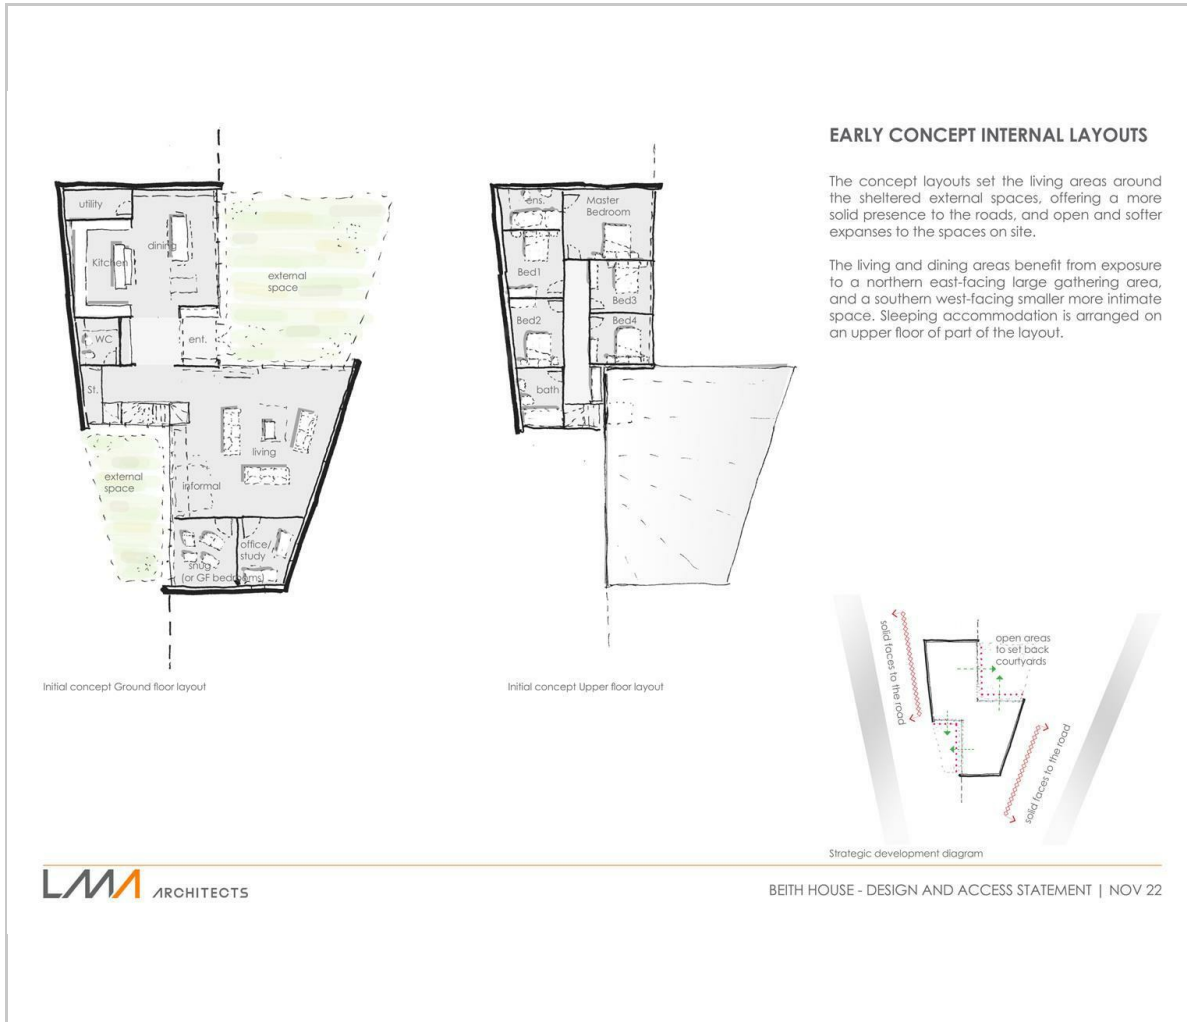 EARLY CONCEPT INTERNAL LAYOUTS
The concept layouts set the living areas around
the sheltered external spaces, offering a more
solid presence to the roads, and open and softer
expanses to the spaces on site.
The living and dining areas benefit from exposure
to a northern east-facing large gathering area,
and a southern west-facing smaller more intimate
space. Sleeping accommodation is arranged on
an upper floor of part of the layout.
utility
dining
Kitchen
external
space
WC
ent.
St.
living
external
space
informal
office/
study
snug
(or GF bedrooms)
Initial concept Ground floor layout
ens.
Master
Bedroom
Bed1
Bed3
Bed2
Bed4
bath
Initial concept Upper floor layout
solid faces to the road
open areas
to set back
courtyards
solid faces to the road
Strategic development diagram
LMA ARCHITECTS
BEITH HOUSE - DESIGN AND ACCESS STATEMENT | NOV 22